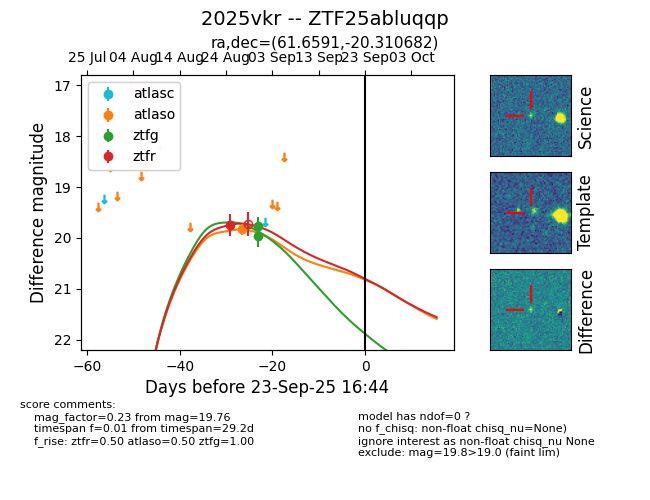 2025vkr -- ZTF25abluqqp
ra,dec=(61.6591,-20.310682)
25 Jul 04 Aug 14 Aug 24 Aug 03 Sep 13 Sep 23 Sep 03 Oct
atlasc
atlaso
ztfg
ztfr
17
18
19
20
21
22
Difference magnitude
−60 −40 −20 0
Days before 23-Sep-25 16:44
Science
Template
Difference
score comments:
mag_factor=0.23 from mag=19.76
timespan f=0.01 from timespan=29.2d
f_rise: ztfr=0.50 atlaso=0.50 ztfg=1.00
model has ndof=0 ?
no f_chisq: non-float chisq_nu=None)
ignore interest as non-float chisq_nu None
exclude: mag=19.8>19.0 (faint lim)